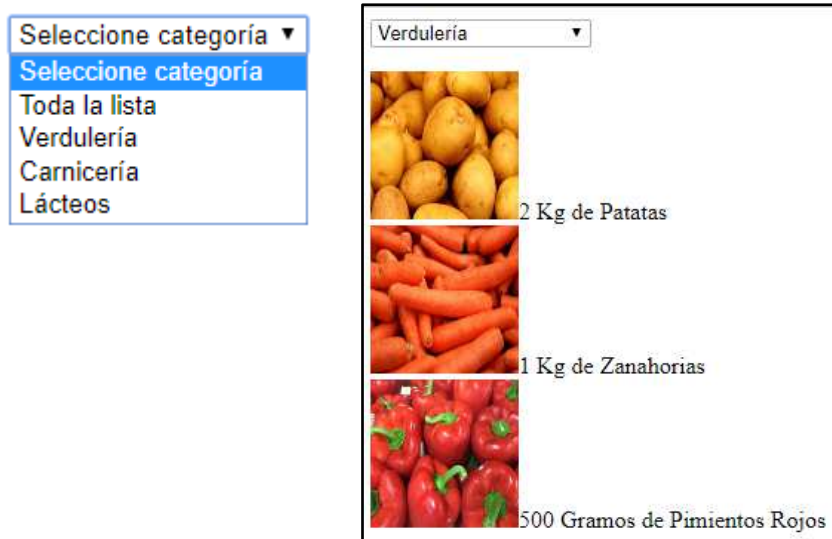 Seleccione categoría
Seleccione categoría
Toda la lista
Verdulería
Carnicería
Lácteos
Verdulería
2 Kg de Patatas
1 Kg de Zanahorias
500 Gramos de Pimientos Rojos